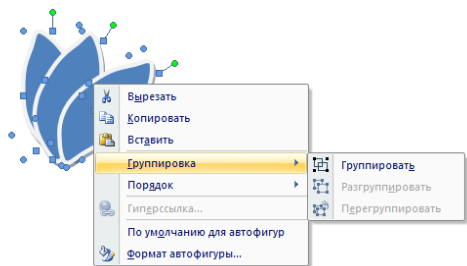 Вырезать
Копировать
Вставить
Группировка
Порядок
Гиперссылка...
По умолчанию для автофигур
Формат автофигуры...
Группировать
Разгруппировать
Перегруппировать